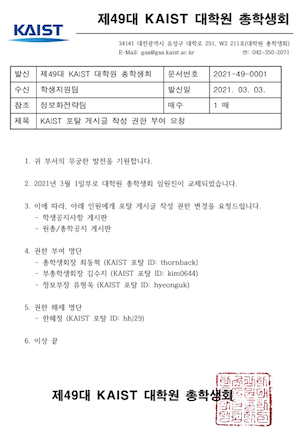 KAIST
제49대 KAIST 대학원 총학생회
34141 대전광역시 유성구 대학로 291, W2 211호(대학원 총학생회)
E-Mail: gsa@gsa.kaist.ac.kr ☏: 042-350-2071
발신 제49대 KAIST 대학원 총학생회 문서번호 2021-49-0001
수신 학생지원팀 발신일 2021. 03. 03.
참조 정보화전략팀 매수 1 매
제목 KAIST 포탈 게시글 작성 권한 부여 요청
1. 귀 부서의 무궁한 발전을 기원합니다.
2. 2021년 3월 1일부로 대학원 총학생회 임원진이 교체되었습니다.
3. 이에 따라, 아래 인원에게 포탈 게시글 작성 권한 변경을 요청드립니다.
- 학생공지사항 게시판
- 원총/총학공지 게시판
4. 권한 부여 명단
- 총학생회장 최동혁 (KAIST 포탈 ID: thornback)
- 부총학생회장 김수지 (KAIST 포탈 ID: kim0644)
- 정보부장 류형욱 (KAIST 포탈 ID: hyeonguk)
5. 권한 해제 명단
- 한혜정 (KAIST 포탈 ID: hhj29)
6. 이상 끝
제49대 KAIST 대학원 총학생회